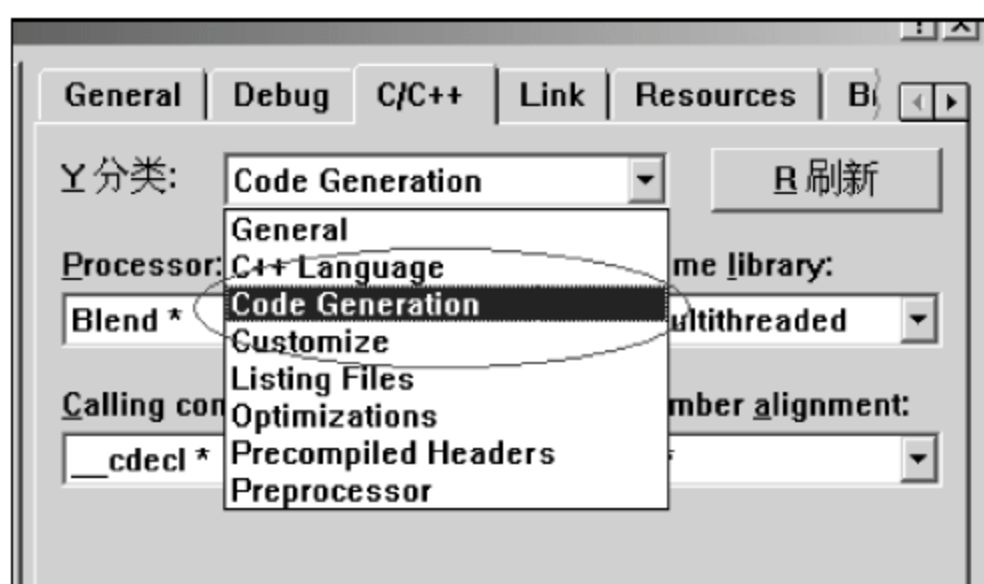 General Debug C/C++ Link Resources
Y 分类: Code Generation R 刷新
General
Processor: C++ Language me library:
Code Generation
Blend * ultithreaded
Customize
Listing Files
Calling con Optimizations mber alignment:
__cdecl * Precompiled Headers *
Preprocessor